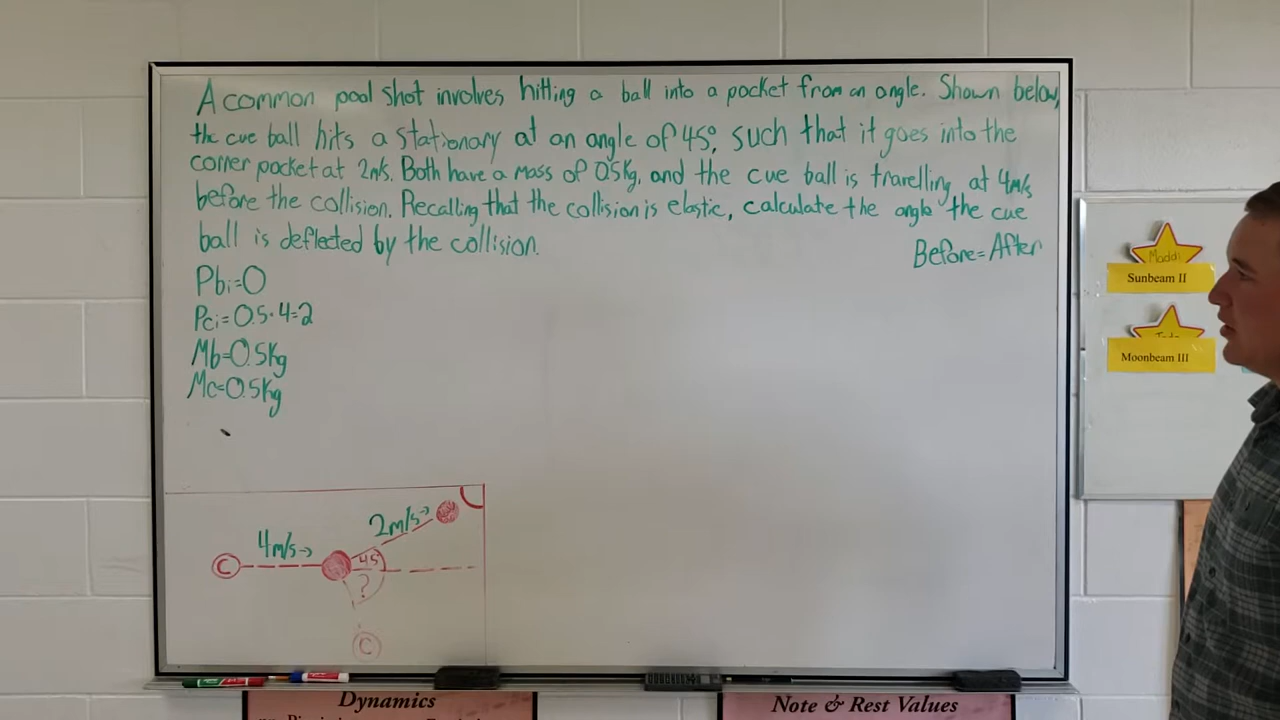 A common pool shot involves hitting a ball into a pocket from an angle. Shown below,
the cue ball hits a stationary at an angle of 45°, such that it goes into the
corner pocket at 2m/s. Both have a mass of 0.5Kg, and the cue ball is travelling at 4m/s
before the collision. Recalling that the collision is elastic, calculate the angle the cue
ball is deflected by the collision.
Before=After
Pbi=0
Pci=0.5·4=2
Mb=0.5Kg
Mc=0.5Kg
2m/s→
4m/s→
C
45°
?
C
Maddi
Sunbeam II
Moonbeam III
Dynamics
Note & Rest Values